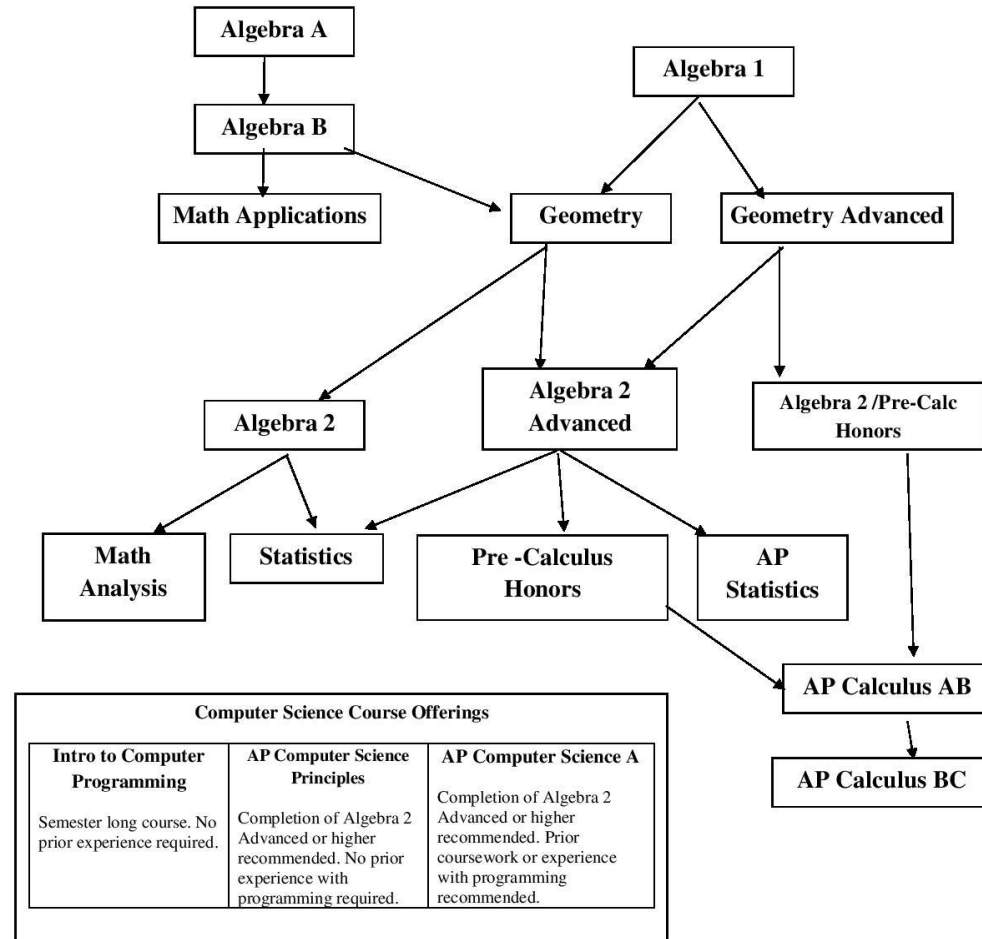 Algebra A
Algebra 1
Algebra B
Math Applications
Geometry
Geometry Advanced
Algebra 2
Algebra 2
Advanced
Algebra 2 /Pre-Calc
Honors
Math
Analysis
Statistics
Pre -Calculus
Honors
AP
Statistics
AP Calculus AB
AP Calculus BC
Computer Science Course Offerings
Intro to Computer
Programming
Semester long course. No
prior experience required.
AP Computer Science
Principles
Completion of Algebra 2
Advanced or higher
recommended. No prior
experience with
programming required.
AP Computer Science A
Completion of Algebra 2
Advanced or higher
recommended. Prior
coursework or experience
with programming
recommended.